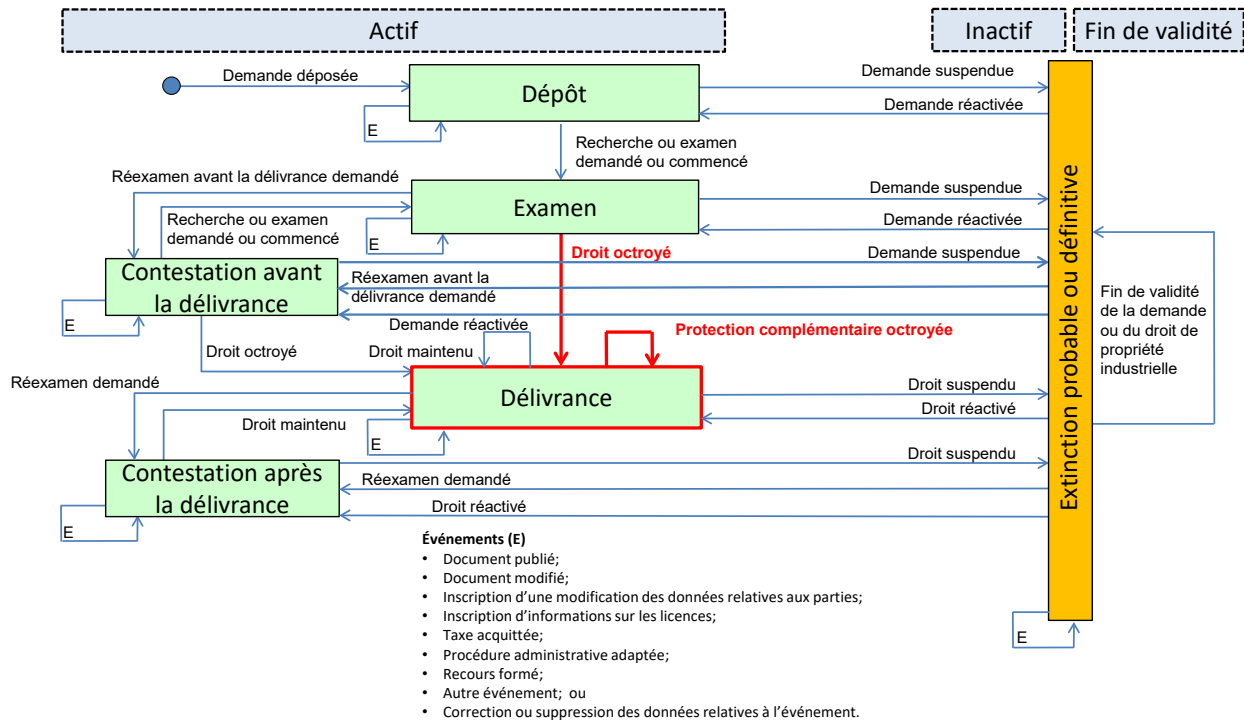 Actif
Inactif
Fin de validité
Demande déposée
Dépôt
Demande suspendue
Demande réactivée
E
Recherche ou examen
demandé ou commencé
Réexamen avant la délivrance demandé
Examen
Demande suspendue
Demande réactivée
Recherche ou examen
demandé ou commencé
E
Droit octroyé
Demande suspendue
Contestation avant
la délivrance
Réexamen avant la
délivrance demandé
E
Extinction probable ou définitive
Fin de validité
de la demande
ou du droit de
propriété
industrielle
Demande réactivée
Protection complémentaire octroyée
Droit octroyé
Droit maintenu
Réexamen demandé
Délivrance
Droit suspendu
Droit réactivé
Droit maintenu
E
Contestation après
la délivrance
Droit suspendu
Réexamen demandé
Droit réactivé
E
Événements (E)
• Document publié;
• Document modifié;
• Inscription d’une modification des données relatives aux parties;
• Inscription d’informations sur les licences;
• Taxe acquittée;
• Procédure administrative adaptée;
• Recours formé;
• Autre événement; ou
• Correction ou suppression des données relatives à l’événement.
E